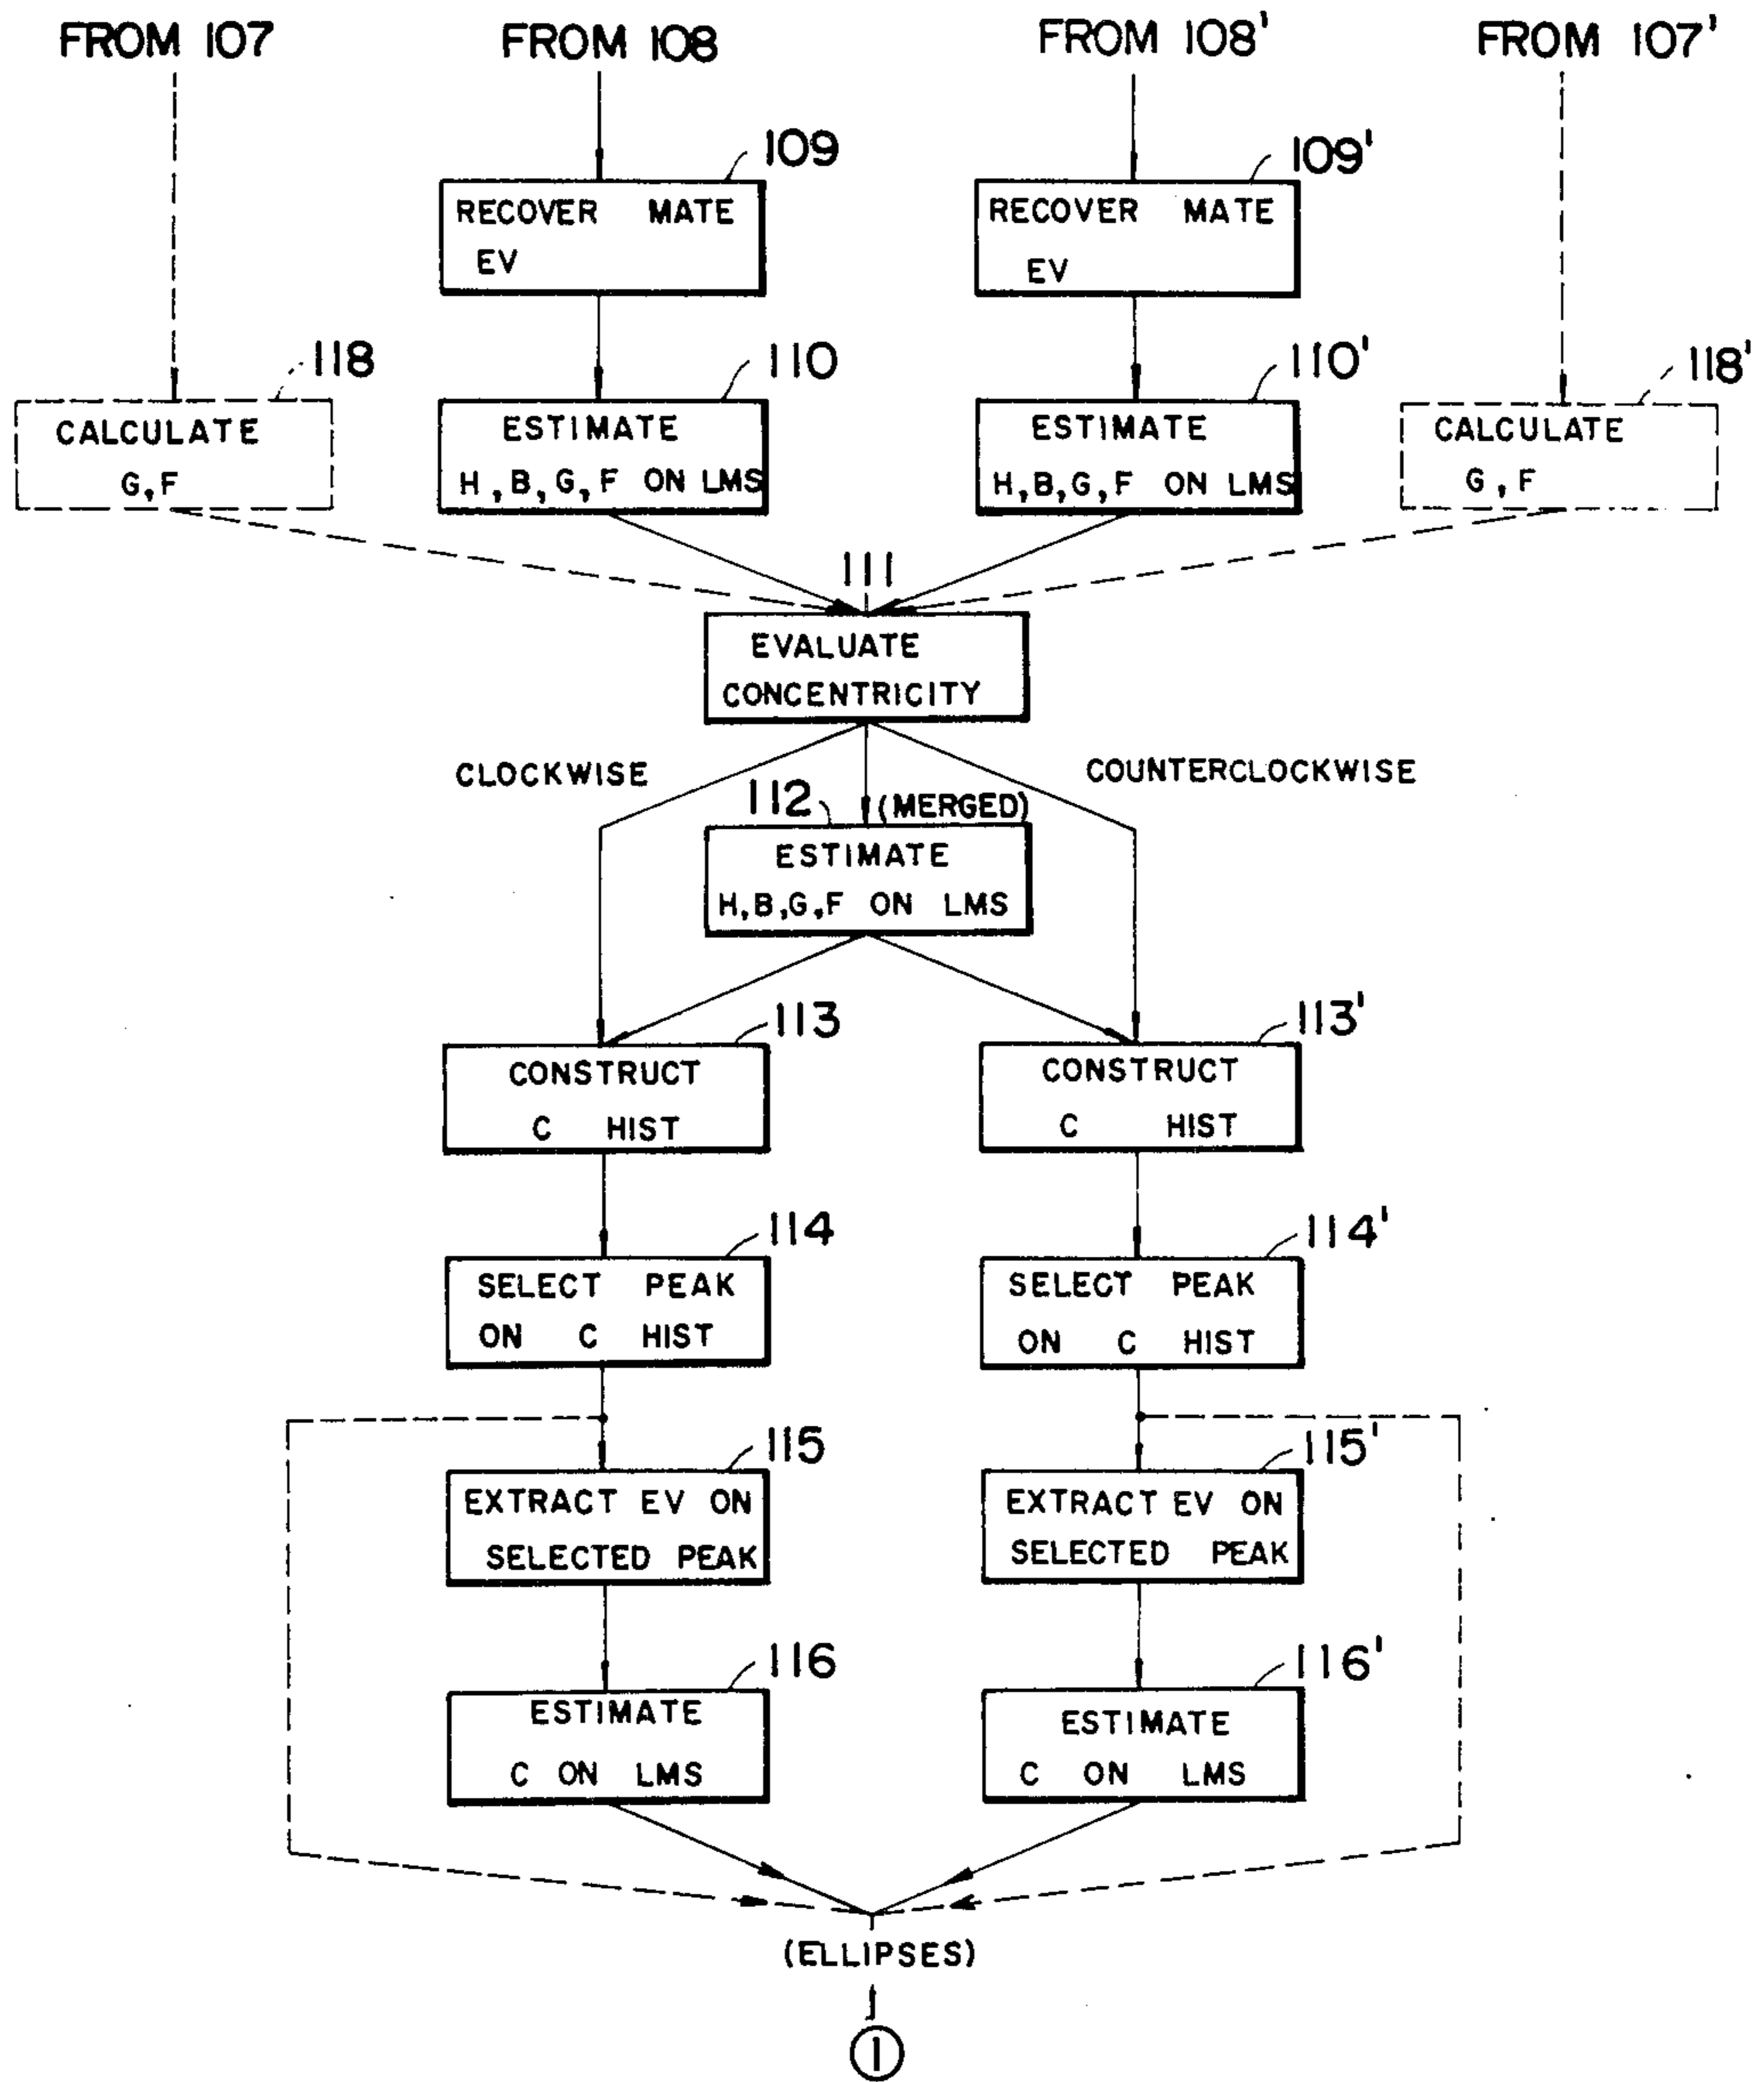 FROM 107
FROM 108
FROM 108'
FROM 107'
109
RECOVER MATE
EV
109'
RECOVER MATE
EV
118
CALCULATE
G,F
110
ESTIMATE
H,B,G,F ON LMS
110'
ESTIMATE
H,B,G,F ON LMS
118'
CALCULATE
G,F
111
EVALUATE
CONCENTRICITY
CLOCKWISE
COUNTERCLOCKWISE
112
(MERGED)
ESTIMATE
H,B,G,F ON LMS
113
CONSTRUCT
C HIST
113'
CONSTRUCT
C HIST
114
SELECT PEAK
ON C HIST
114'
SELECT PEAK
ON C HIST
115
EXTRACT EV ON
SELECTED PEAK
115'
EXTRACT EV ON
SELECTED PEAK
116
ESTIMATE
C ON LMS
116'
ESTIMATE
C ON LMS
(ELLIPSES)
1